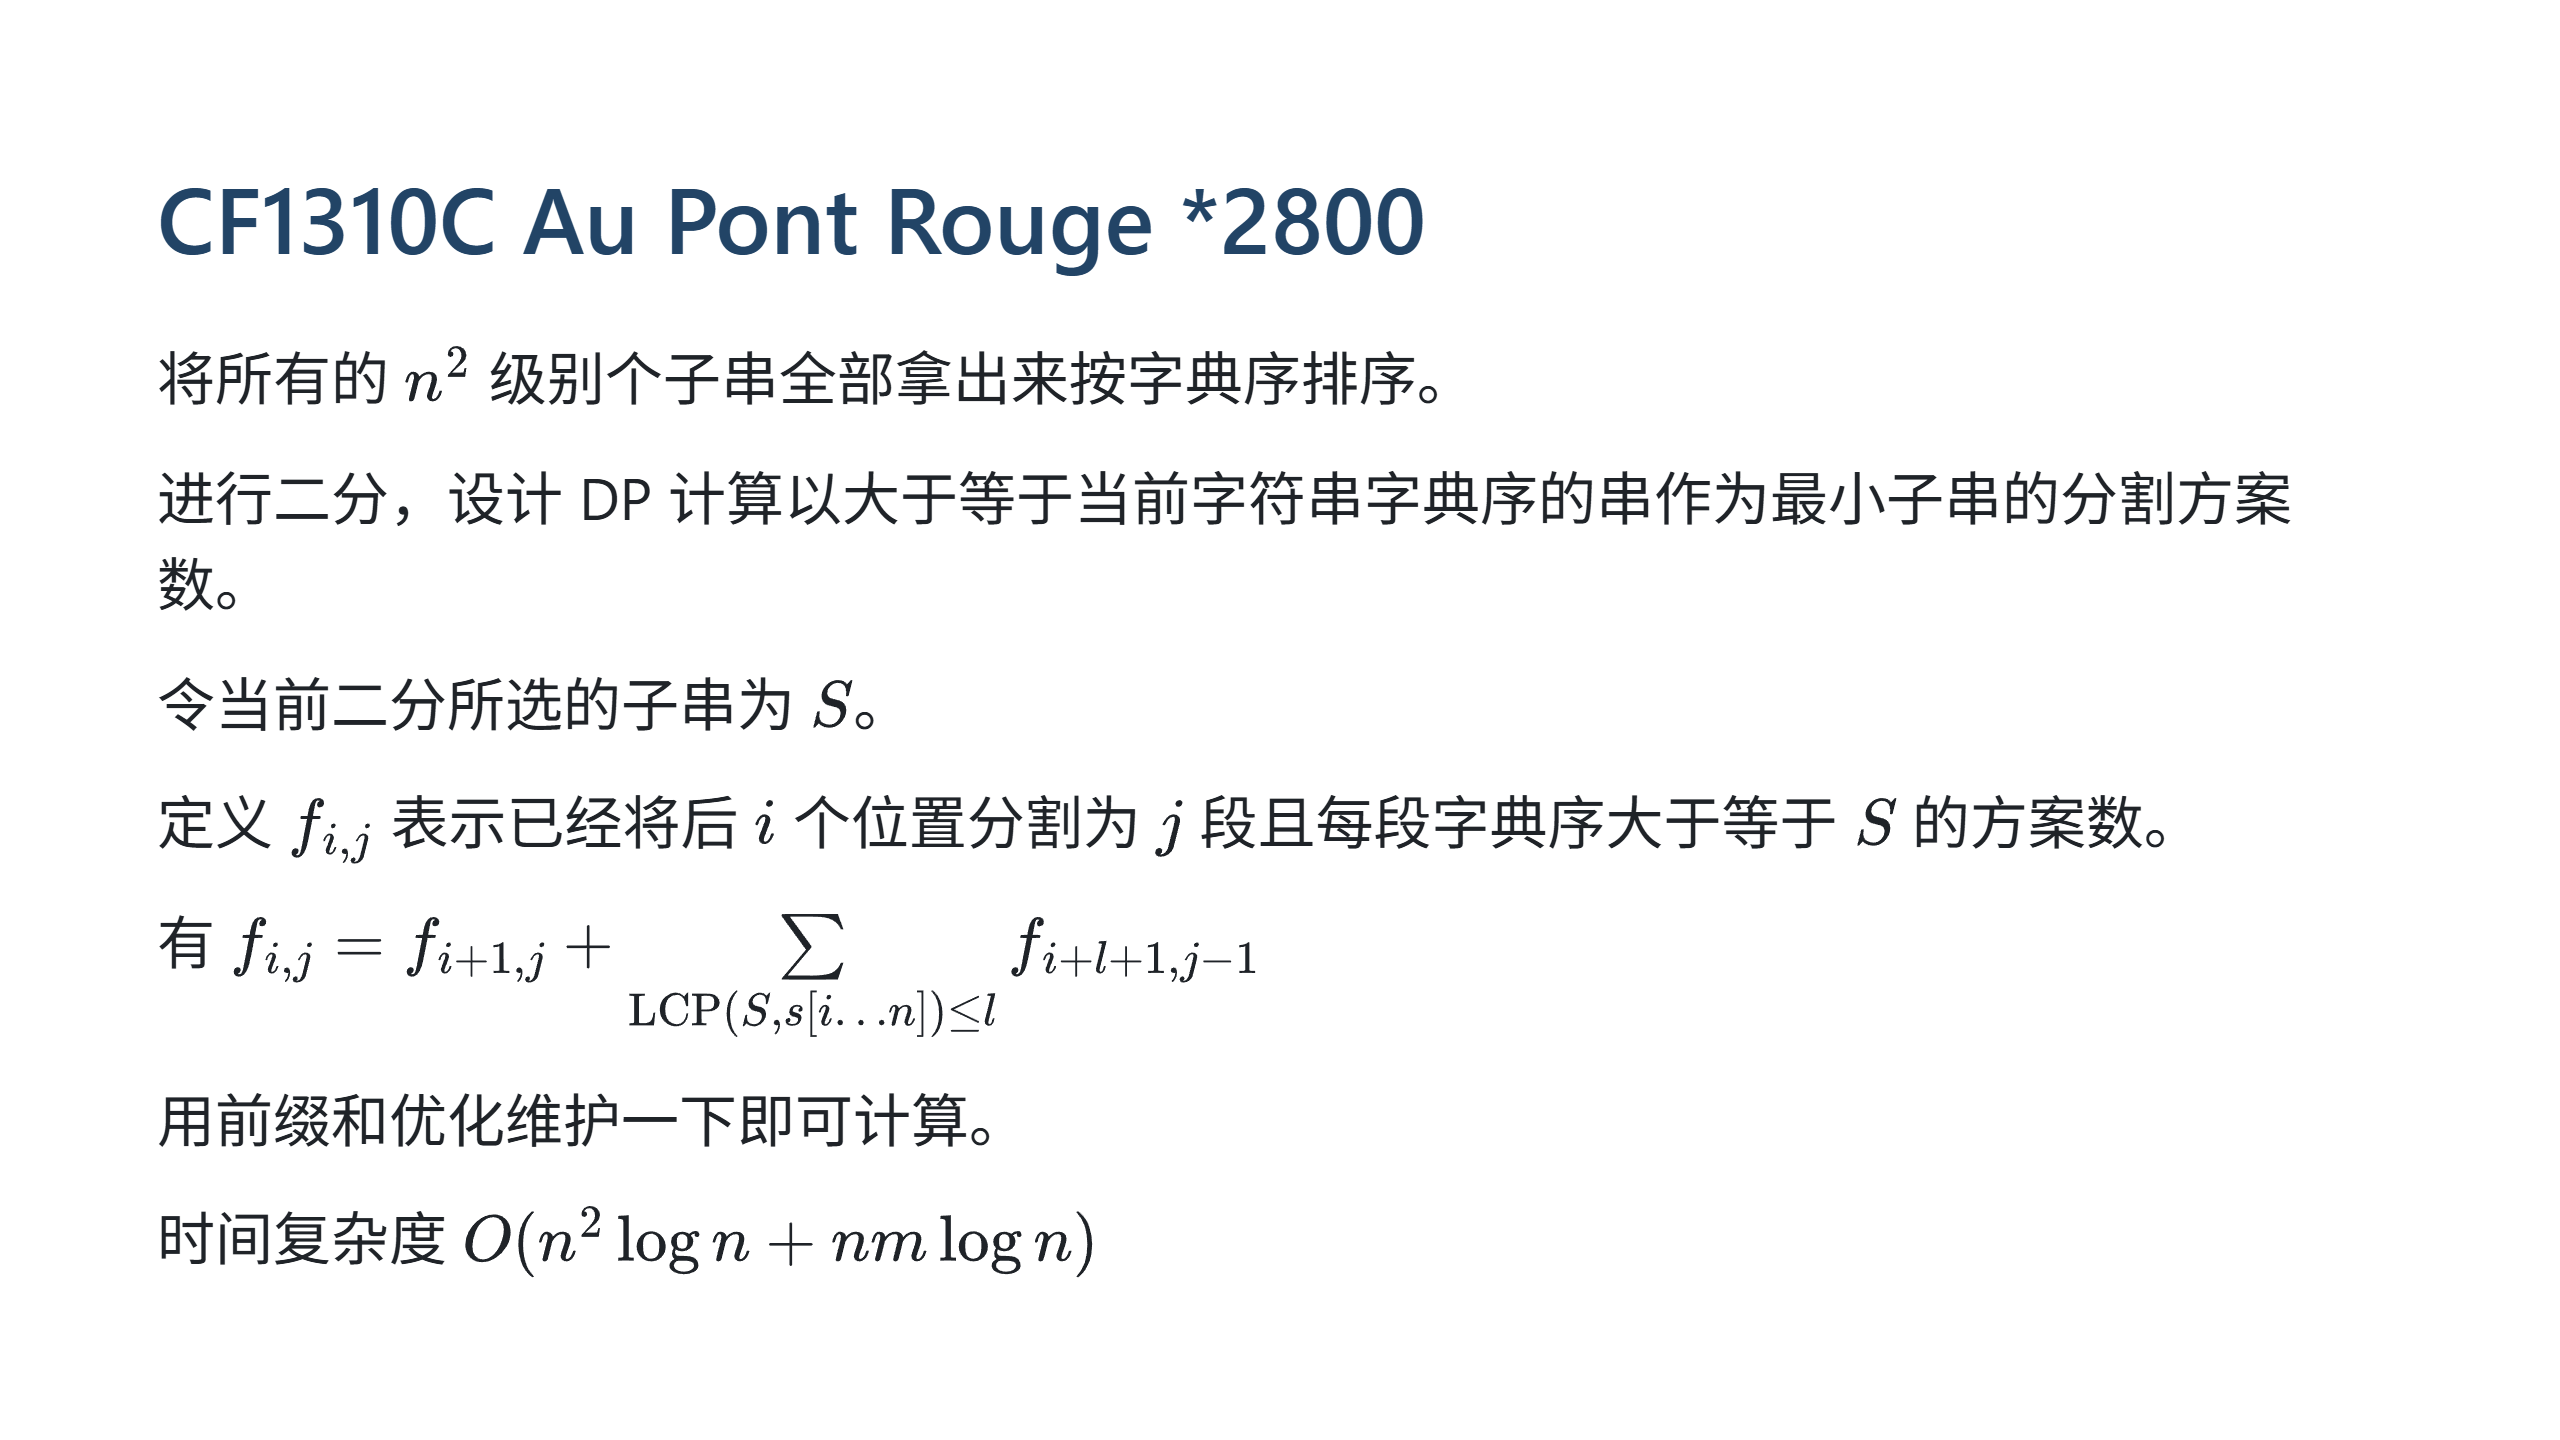 CF1310C Au Pont Rouge *2800
将所有的 $n^2$ 级别个子串全部拿出来按字典序排序。
进行二分，设计 DP 计算以大于等于当前字符串字典序的串作为最小子串的分割方案
数。
令当前二分所选的子串为 $S$。
定义 $f_{i,j}$ 表示已经将后 $i$ 个位置分割为 $j$ 段且每段字典序大于等于 $S$ 的方案数。
有 $f_{i,j} = f_{i+1,j} + \sum_{\mathrm{LCP}(S,s[i\ldots n])\leq l} f_{i+l+1,j-1}$
用前缀和优化维护一下即可计算。
时间复杂度 $O(n^2 \log n + nm \log n)$